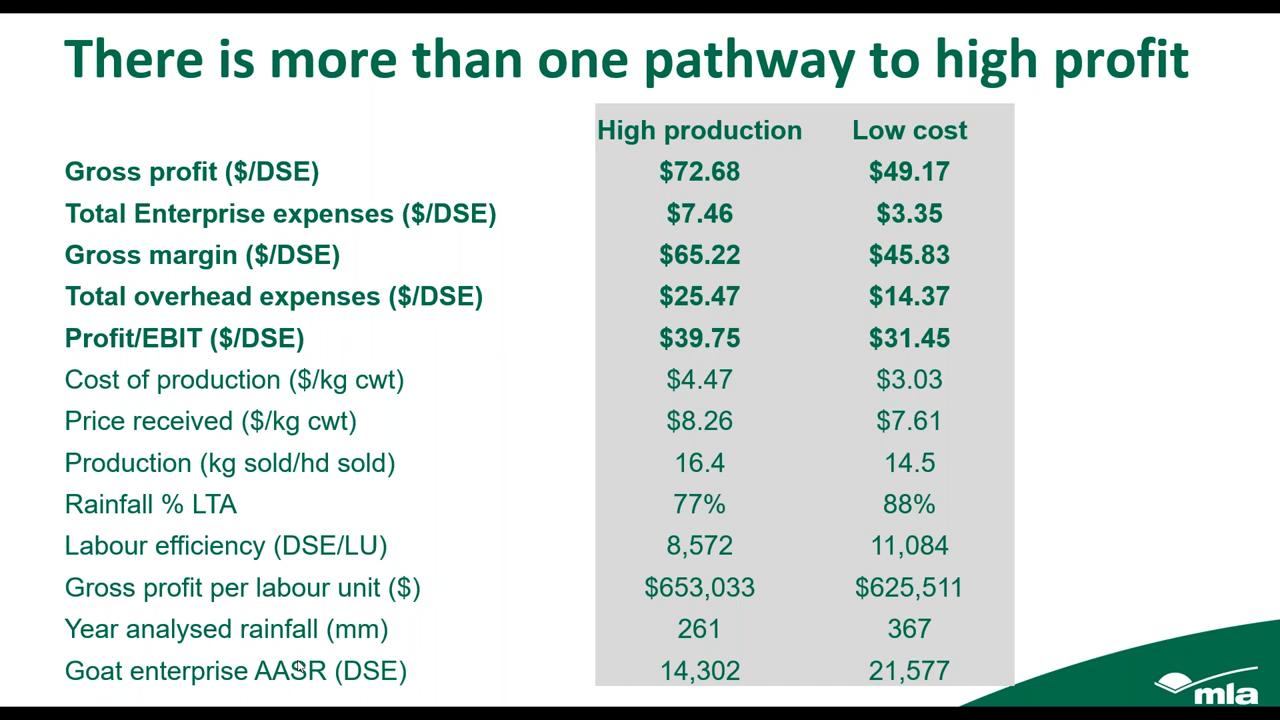 There is more than one pathway to high profit
High production Low cost
Gross profit ($/DSE) $72.68 $49.17
Total Enterprise expenses ($/DSE) $7.46 $3.35
Gross margin ($/DSE) $65.22 $45.83
Total overhead expenses ($/DSE) $25.47 $14.37
Profit/EBIT ($/DSE) $39.75 $31.45
Cost of production ($/kg cwt) $4.47 $3.03
Price received ($/kg cwt) $8.26 $7.61
Production (kg sold/hd sold) 16.4 14.5
Rainfall % LTA 77% 88%
Labour efficiency (DSE/LU) 8,572 11,084
Gross profit per labour unit ($) $653,033 $625,511
Year analysed rainfall (mm) 261 367
Goat enterprise AASR (DSE) 14,302 21,577
mla